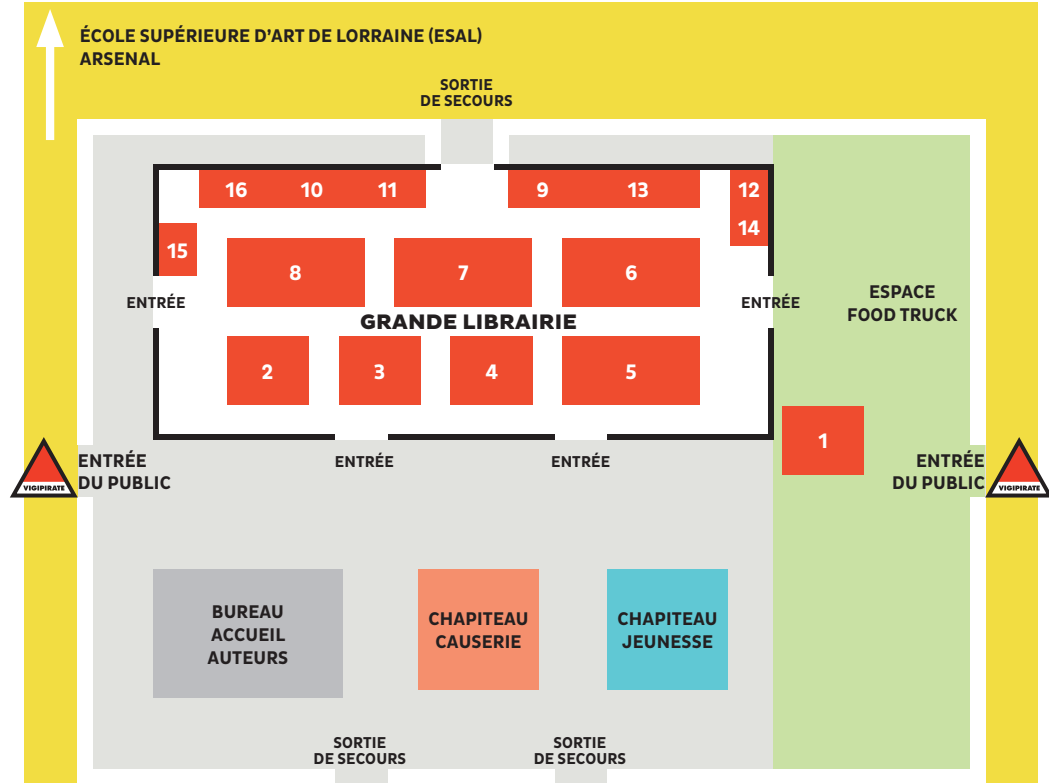 ÉCOLE SUPÉRIEURE D'ART DE LORRAINE (ESAL)
ARSENAL
SORTIE
DE SECOURS
16 10 11
9 13
12
14
15
8
7
6
ENTRÉE
ENTRÉE
GRANDE LIBRAIRIE
ESPACE
FOOD TRUCK
2
3
4
5
1
ENTRÉE
ENTRÉE
ENTRÉE
DU PUBLIC
VIGIPIRATE
ENTRÉE
DU PUBLIC
VIGIPIRATE
BUREAU
ACCUEIL
AUTEURS
CHAPITEAU
CAUSERIE
CHAPITEAU
JEUNESSE
SORTIE
DE SECOURS
SORTIE
DE SECOURS